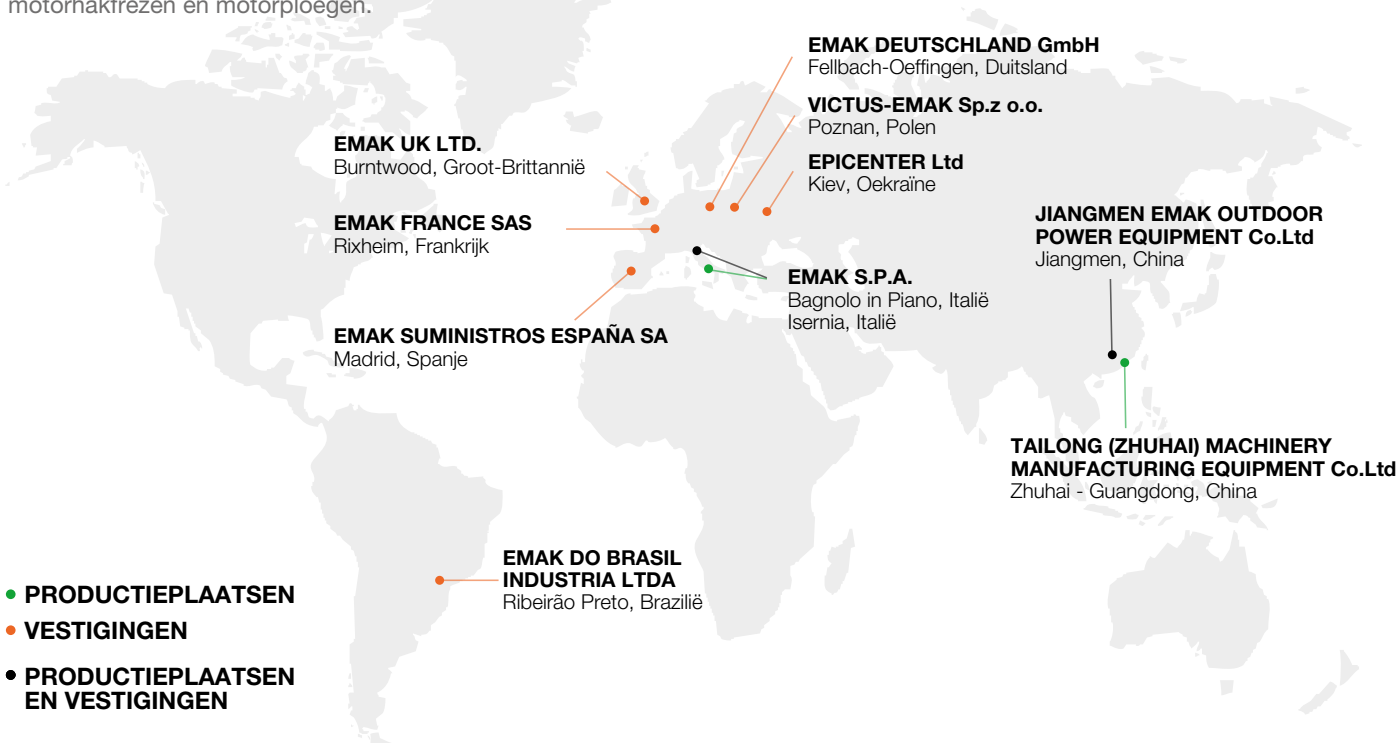 motorhakfrezen en motorploegen.
EMAK DEUTSCHLAND GmbH
Fellbach-Oeffingen, Duitsland
VICTUS-EMAK Sp.z o.o.
Poznan, Polen
EMAK UK LTD.
Burntwood, Groot-Brittannië
EPICENTER Ltd
Kiev, Oekraïne
EMAK FRANCE SAS
Rixheim, Frankrijk
JIANGMEN EMAK OUTDOOR
POWER EQUIPMENT Co.Ltd
Jiangmen, China
EMAK S.P.A.
Bagnolo in Piano, Italië
Isernia, Italië
EMAK SUMINISTROS ESPAÑA SA
Madrid, Spanje
TAILONG (ZHUHAI) MACHINERY
MANUFACTURING EQUIPMENT Co.Ltd
Zhuhai - Guangdong, China
EMAK DO BRASIL
INDUSTRIA LTDA
Ribeirão Preto, Brazilië
PRODUCTIEPLAATSEN
VESTIGINGEN
PRODUCTIEPLAATSEN
EN VESTIGINGEN